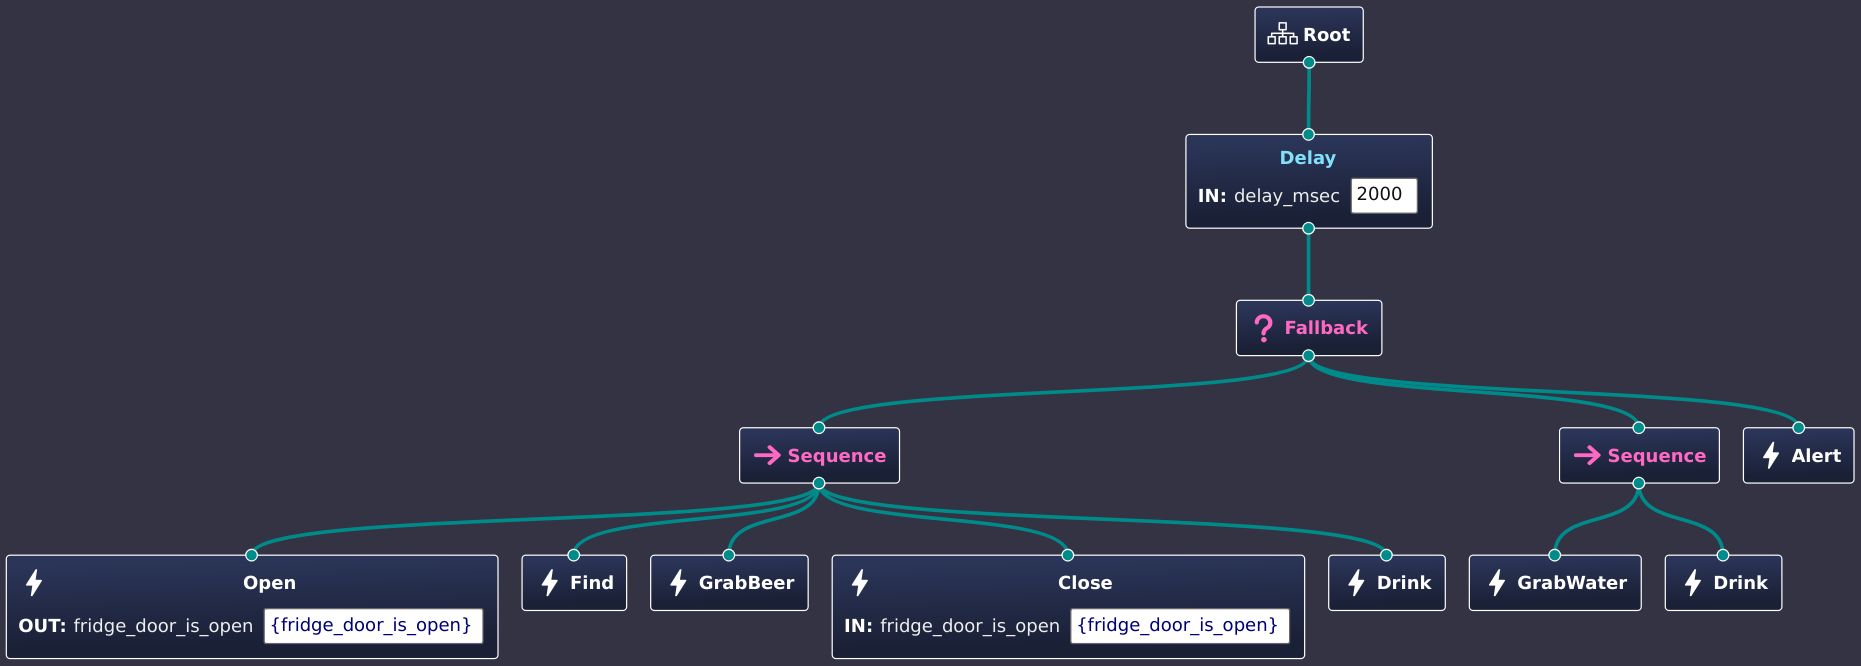 Root
Delay
IN: delay_msec 2000
? Fallback
→ Sequence
→ Sequence
Alert
Open
OUT: fridge_door_is_open {fridge_door_is_open}
Find
GrabBeer
Close
IN: fridge_door_is_open {fridge_door_is_open}
Drink
GrabWater
Drink